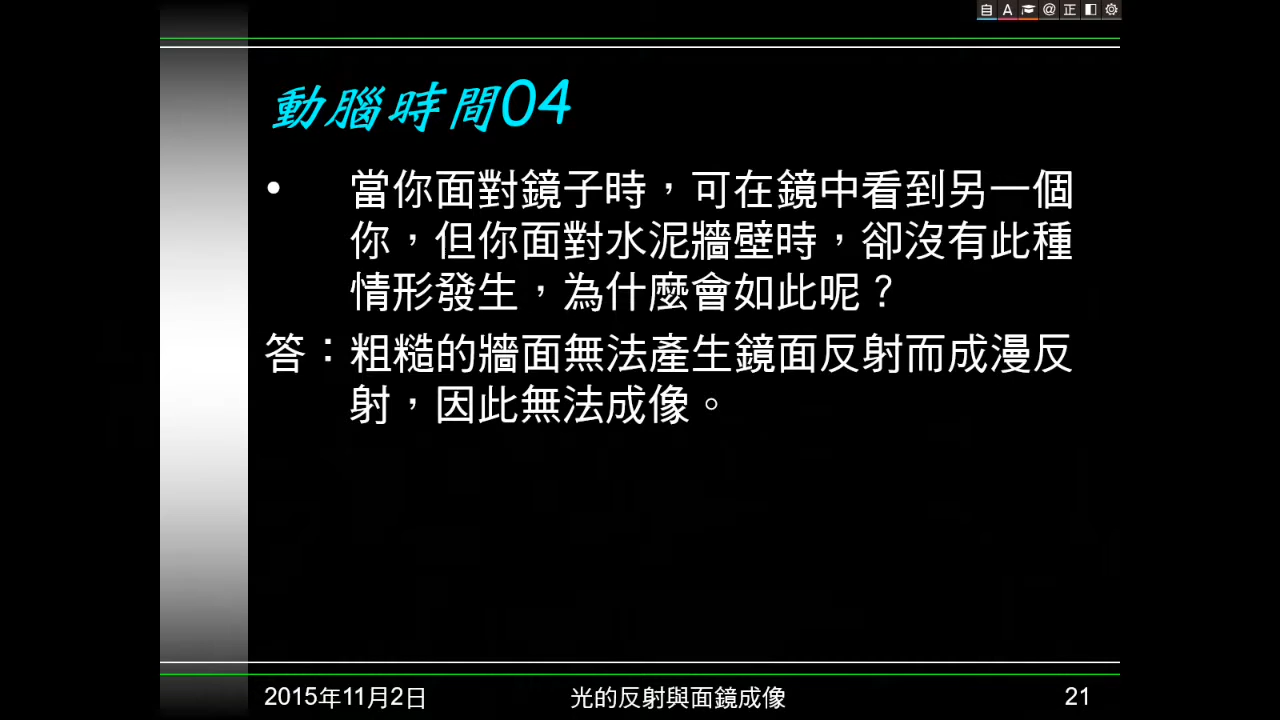 自 A @ 正
動腦時間04
• 當你面對鏡子時，可在鏡中看到另一個
你，但你面對水泥牆壁時，卻沒有此種
情形發生，為什麼會如此呢？
答：粗糙的牆面無法產生鏡面反射而成漫反
射，因此無法成像。
2015年11月2日 光的反射與面鏡成像 21